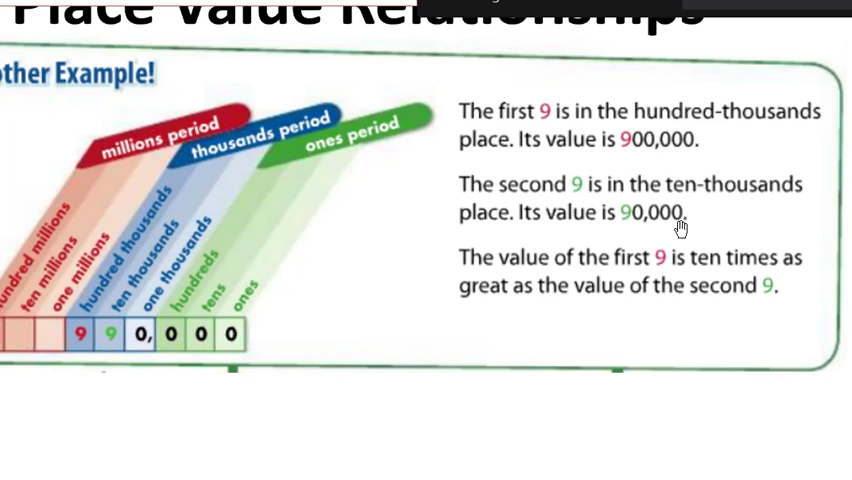 Place Value Relationships
other Example!
millions period
thousands period
ones period
hundred millions
ten millions
one millions
hundred thousands
ten thousands
one thousands
hundreds
tens
ones
9 9 0, 0 0 0
The first 9 is in the hundred-thousands
place. Its value is 900,000.
The second 9 is in the ten-thousands
place. Its value is 90,000.
The value of the first 9 is ten times as
great as the value of the second 9.